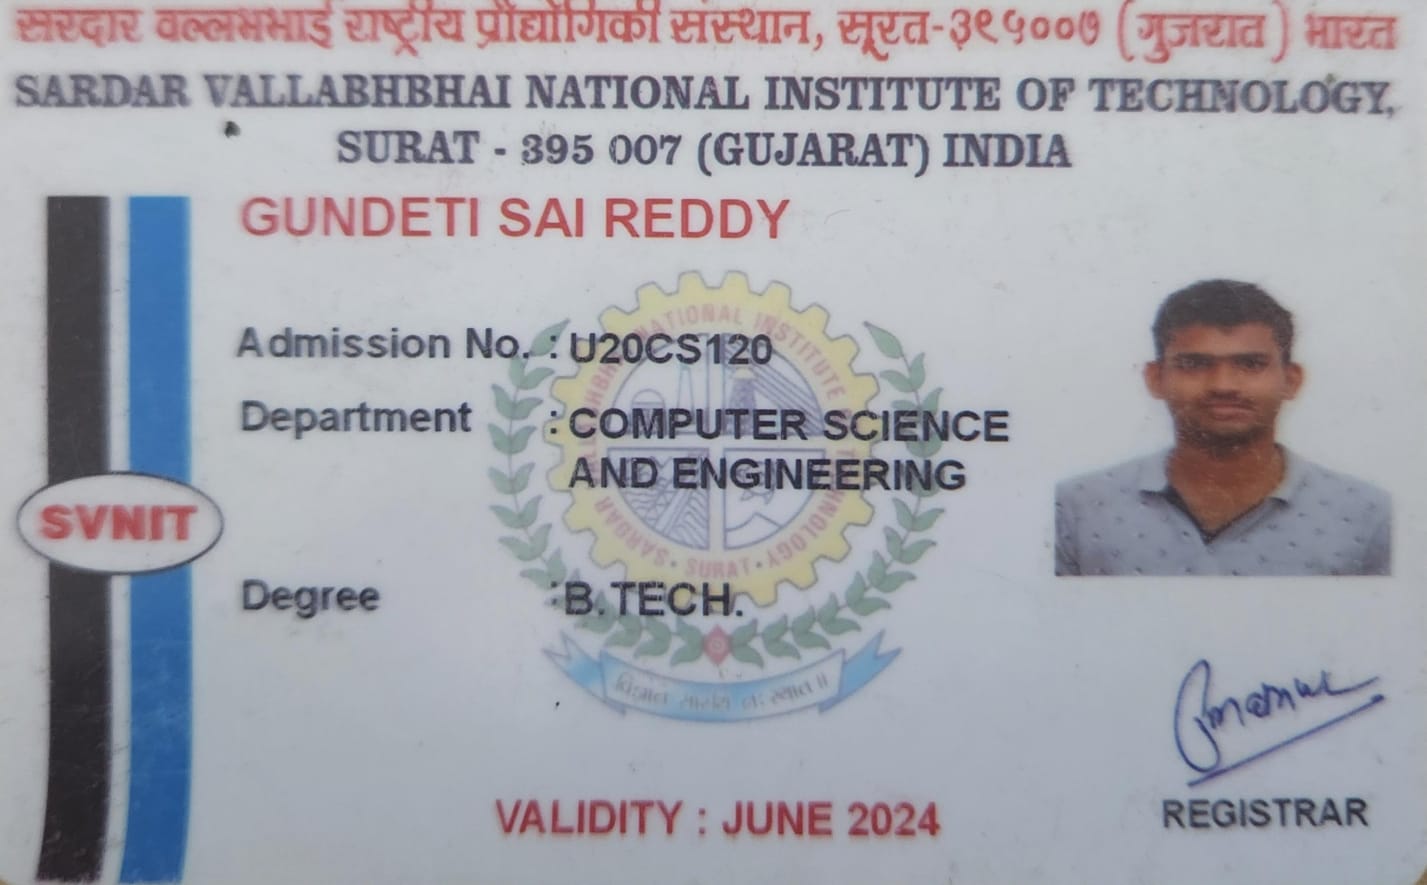 सरदार वल्लभभाई राष्ट्रीय प्रौद्योगिकी संस्थान, सूरत-३९५००७ (गुजरात) भारत
SARDAR VALLABHBHAI NATIONAL INSTITUTE OF TECHNOLOGY,
SURAT - 395 007 (GUJARAT) INDIA
GUNDETI SAI REDDY
Admission No. : U20CS120
Department : COMPUTER SCIENCE
AND ENGINEERING
SVNIT
Degree : B.TECH.
SARDAR VALLABHBHAI NATIONAL INSTITUTE OF TECHNOLOGY
• SURAT •
VALIDITY : JUNE 2024
REGISTRAR